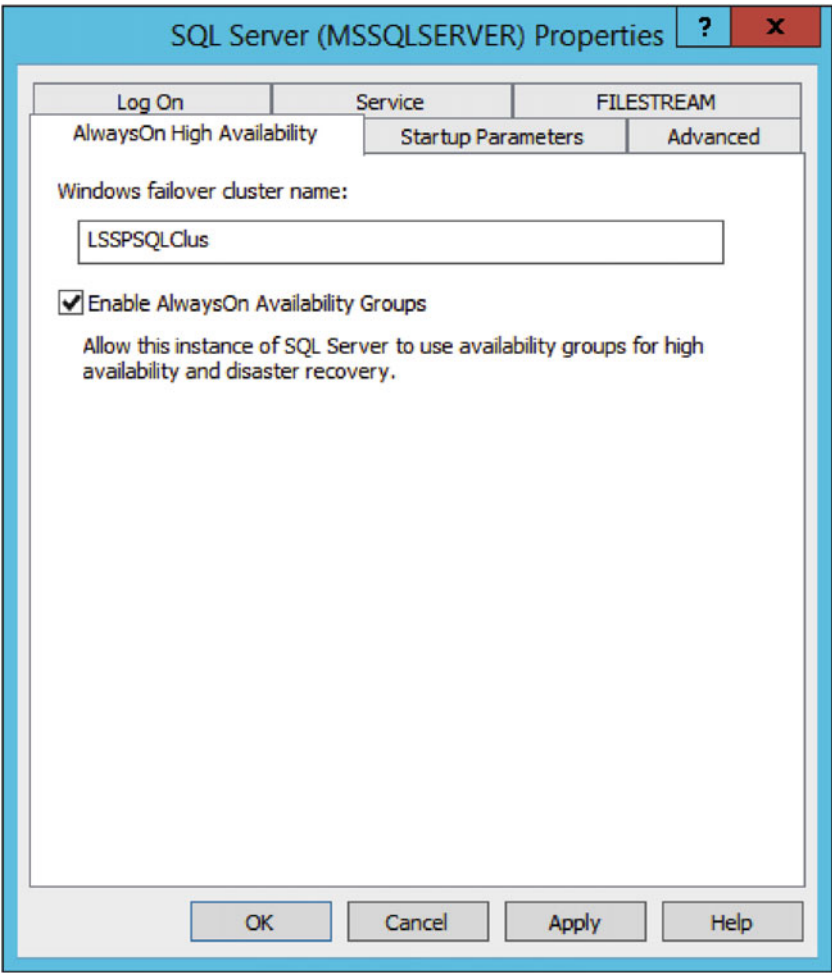 SQL Server (MSSQLSERVER) Properties ? x
Log On Service FILESTREAM
AlwaysOn High Availability Startup Parameters Advanced
Windows failover cluster name:
LSSPSQLClus
Enable AlwaysOn Availability Groups
Allow this instance of SQL Server to use availability groups for high
availability and disaster recovery.
OK Cancel Apply Help